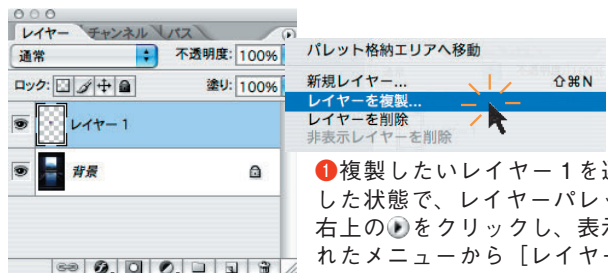 レイヤー チャンネル パス
通常 不透明度: 100%
ロック: 塗り: 100%
レイヤー 1
背景
パレット格納エリアへ移動
新規レイヤー... ⇧⌘N
レイヤーを複製...
レイヤーを削除
非表示レイヤーを削除
❶複製したいレイヤー1を
した状態で、レイヤーパレッ
右上の▶をクリックし、表示
れたメニューから［レイヤー